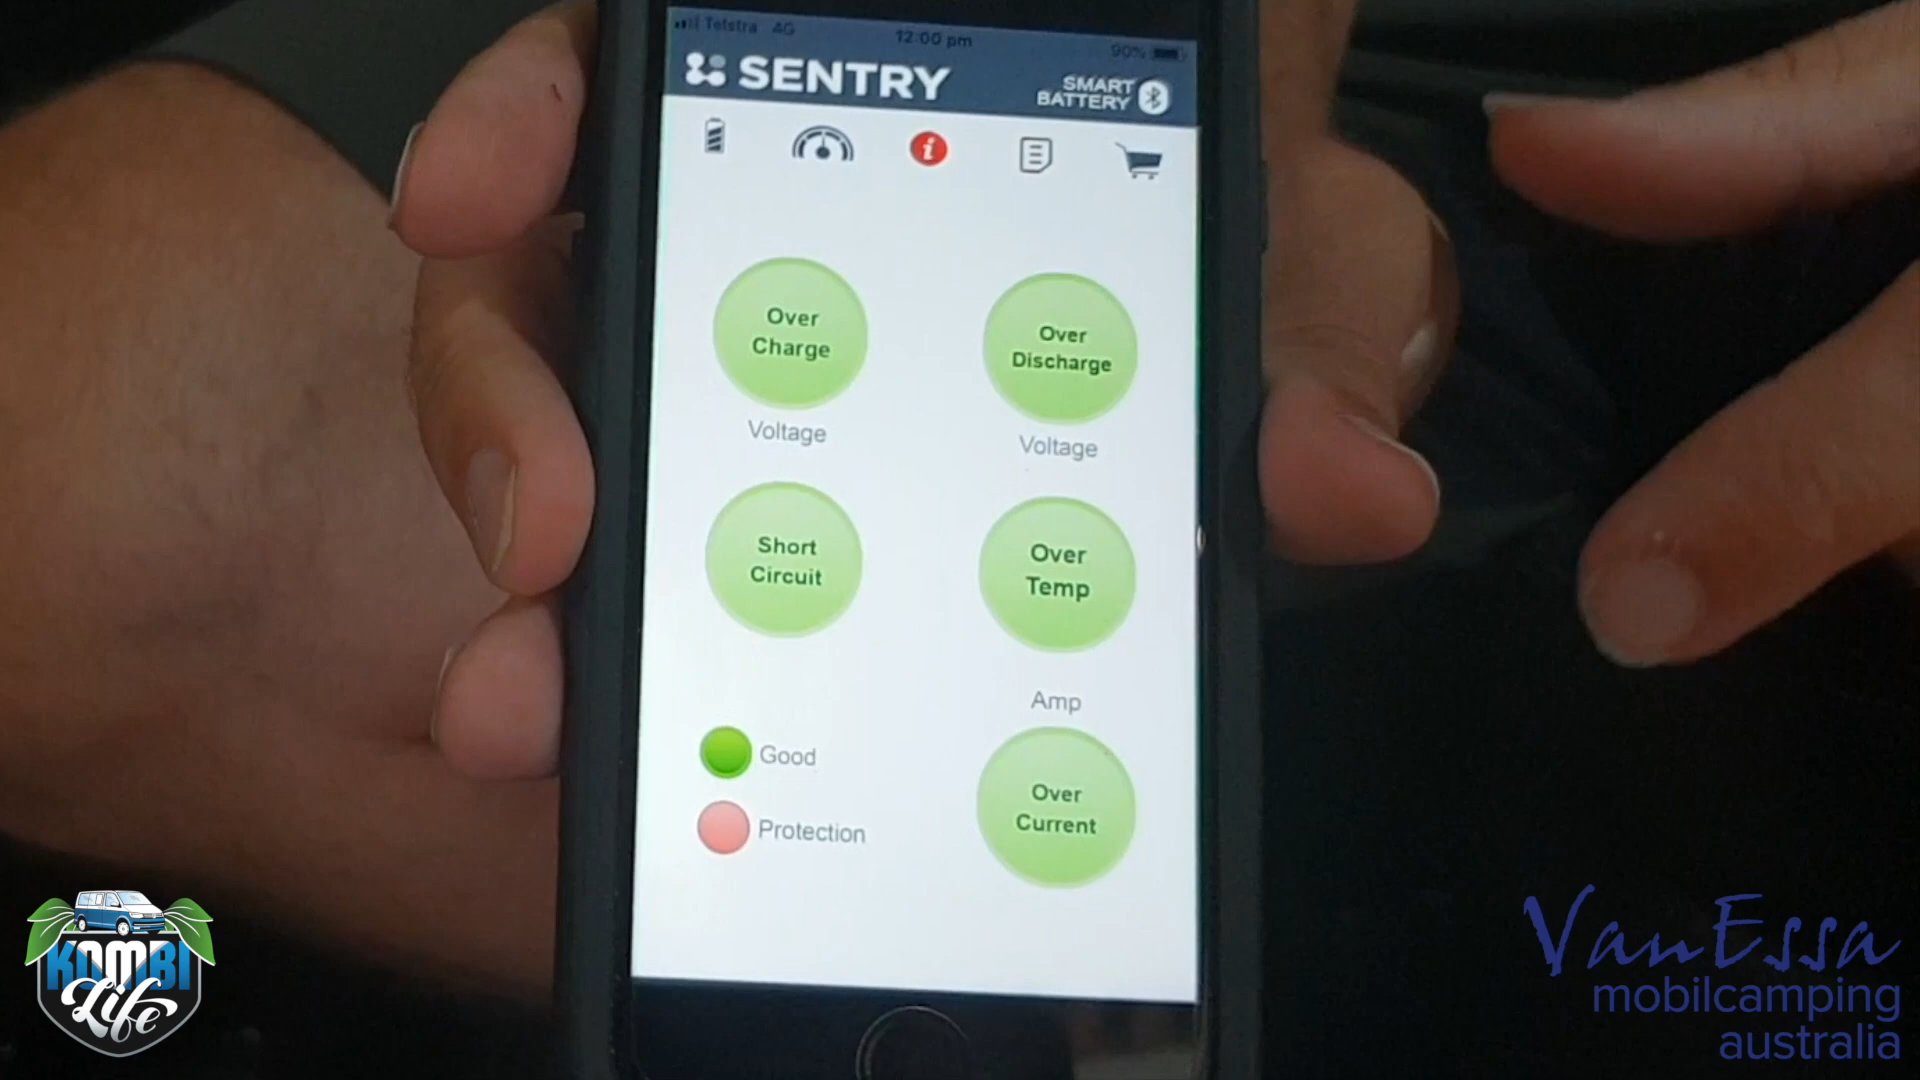 Telstra 4G 12:00 pm 90%
SENTRY
SMART
BATTERY
i
Over
Charge
Voltage
Over
Discharge
Voltage
Short
Circuit
Over
Temp
Amp
Good
Protection
Over
Current
KOMBI
Life
VanEssa
mobilcamping
australia